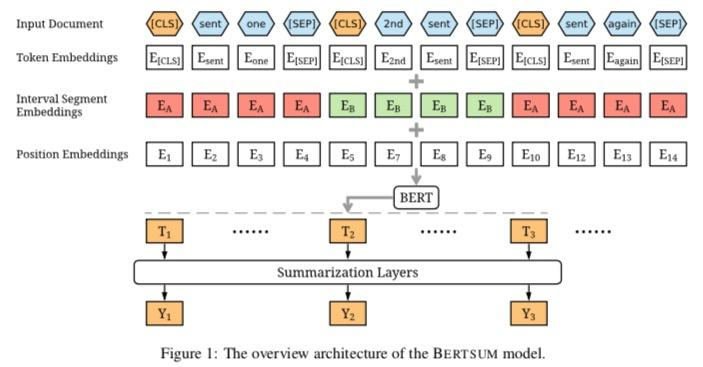 Input Document [CLS] sent one [SEP] [CLS] 2nd sent [SEP] [CLS] sent again [SEP]
Token Embeddings E[CLS] Esent Eone E[SEP] E[CLS] E2nd Esent E[SEP] E[CLS] Esent Eagain E[SEP]
+
Interval Segment
Embeddings EA EA EA EA EB EB EB EB EA EA EA EA
+
Position Embeddings E1 E2 E3 E4 E5 E7 E8 E9 E10 E12 E13 E14
BERT
T1 ...... T2 ...... T3 ......
Summarization Layers
Y1 Y2 Y3
Figure 1: The overview architecture of the BERTSUM model.